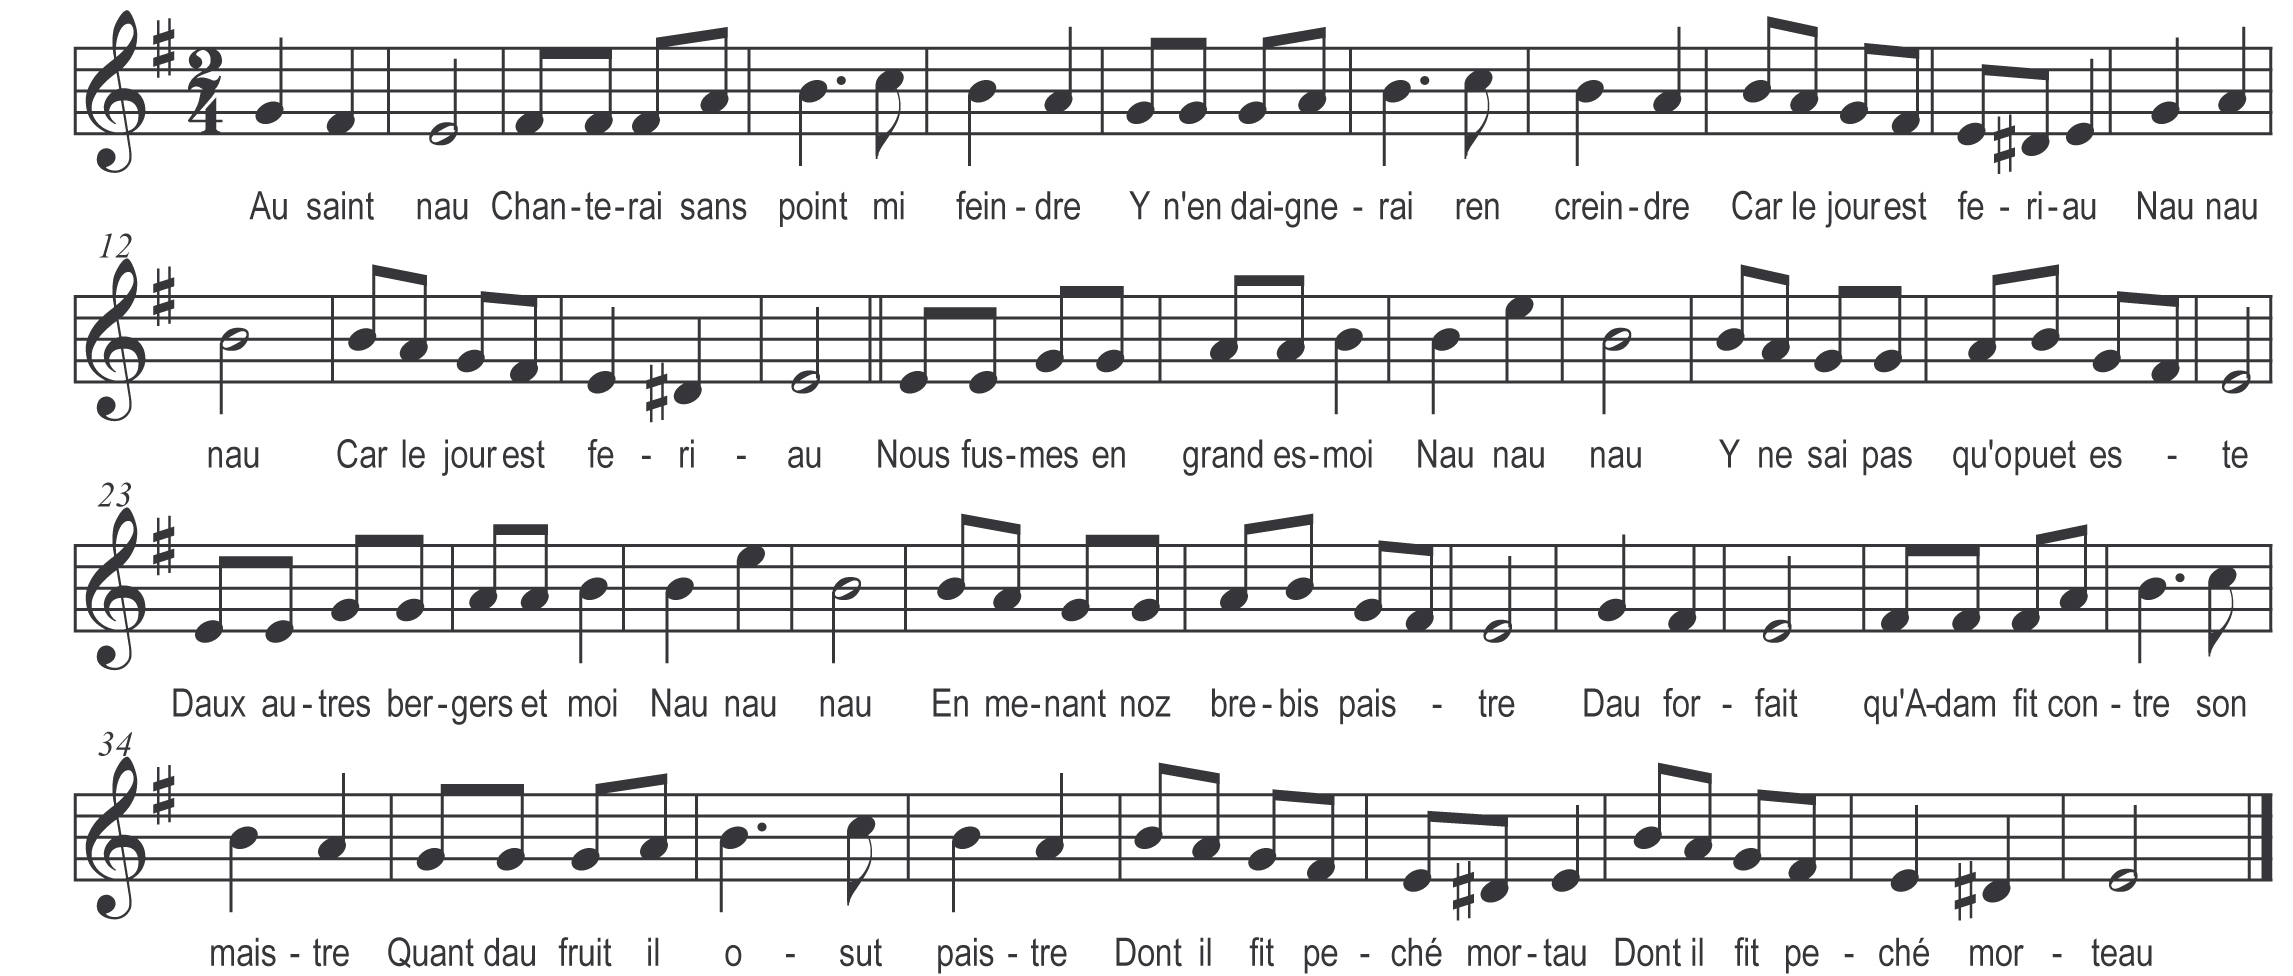 2 4
Au saint nau Chan-te-rai sans point mi fein-dre Y n'en dai-gne-rai ren crein-dre Car le jour est fe-ri-au Nau nau
12
nau Car le jour est fe-ri-au Nous fus-mes en grand es-moi Nau nau nau Y ne sai pas qu'opuet es-te
23
Daux au-tres ber-gers et moi Nau nau nau En me-nant noz bre-bis pais-tre Dau for-fait qu'A-dam fit con-tre son
34
mais-tre Quant dau fruit il o-sut pais-tre Dont il fit pe-ché mor-tau Dont il fit pe-ché mor-teau